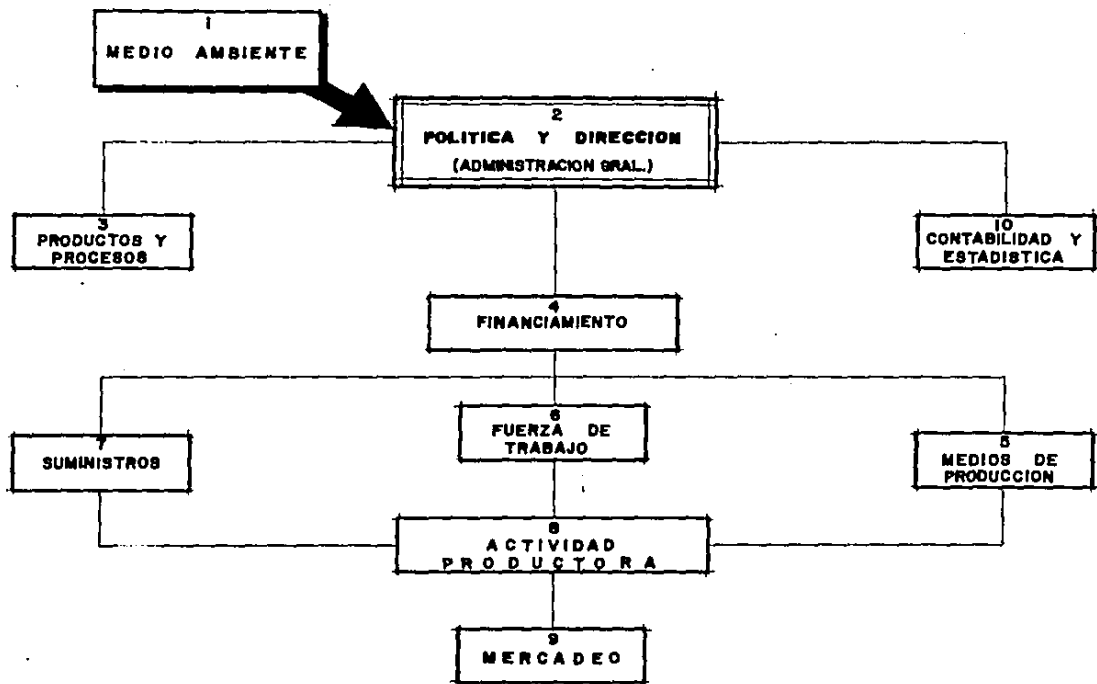 1
MEDIO AMBIENTE
2
POLITICA Y DIRECCION
(ADMINISTRACION GRAL.)
3
PRODUCTOS Y
PROCESOS
10
CONTABILIDAD Y
ESTADISTICA
4
FINANCIAMIENTO
7
SUMINISTROS
6
FUERZA DE
TRABAJO
5
MEDIOS DE
PRODUCCION
8
ACTIVIDAD
PRODUCTORA
9
MERCADEO